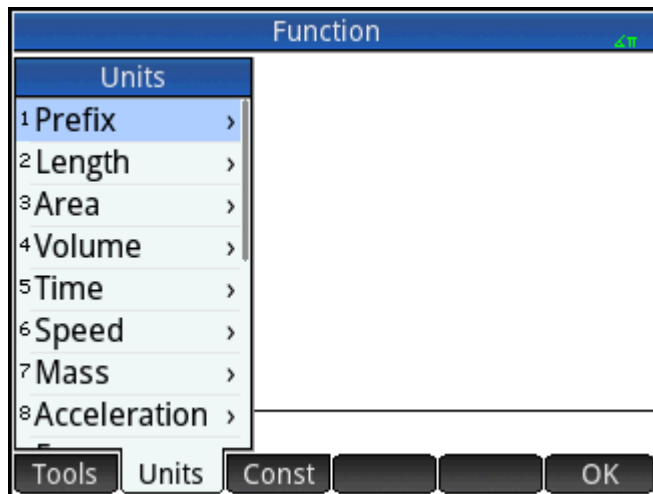 Function
∠π
Units
1 Prefix ›
2 Length ›
3 Area ›
4 Volume ›
5 Time ›
6 Speed ›
7 Mass ›
8 Acceleration ›
Tools Units Const OK